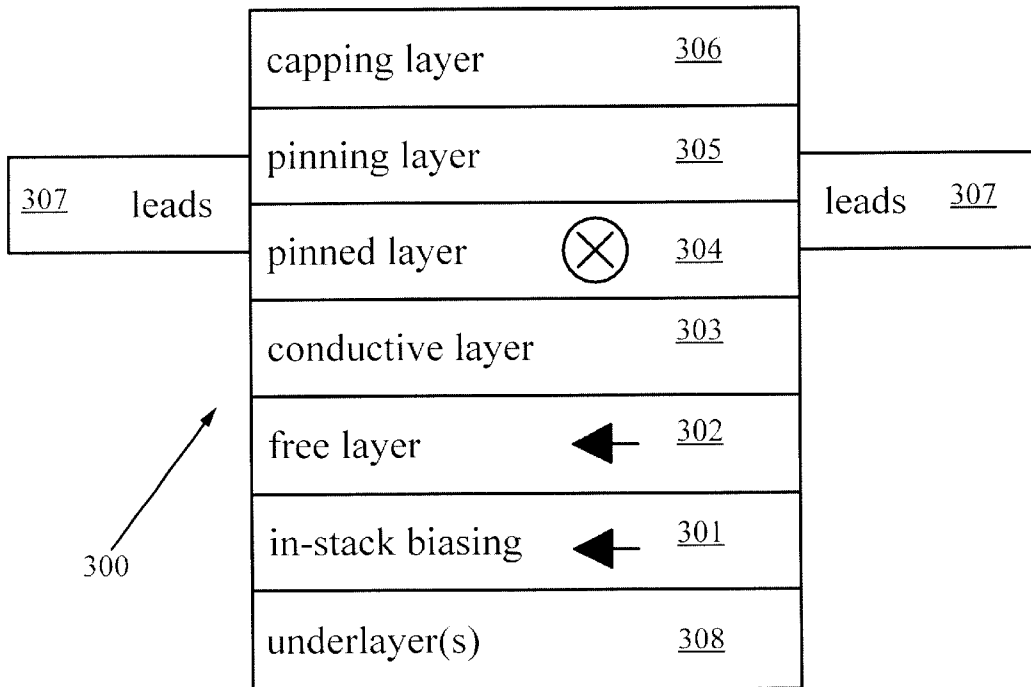 capping layer 306
pinning layer 305
307 leads
leads 307
pinned layer 304
conductive layer 303
free layer 302
in-stack biasing 301
300
underlayer(s) 308